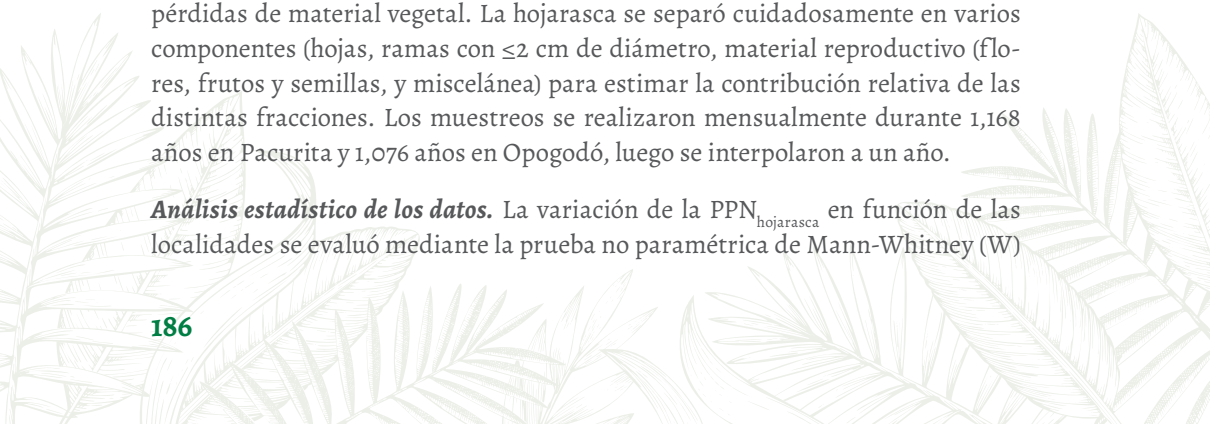 pérdidas de material vegetal. La hojarasca se separó cuidadosamente en varios
componentes (hojas, ramas con ≤2 cm de diámetro, material reproductivo (flo-
res, frutos y semillas, y miscelánea) para estimar la contribución relativa de las
distintas fracciones. Los muestreos se realizaron mensualmente durante 1,168
años en Pacurita y 1,076 años en Opogodó, luego se interpolaron a un año.
Análisis estadístico de los datos. La variación de la PPN hojarasca en función de las
localidades se evaluó mediante la prueba no paramétrica de Mann-Whitney (W)
186